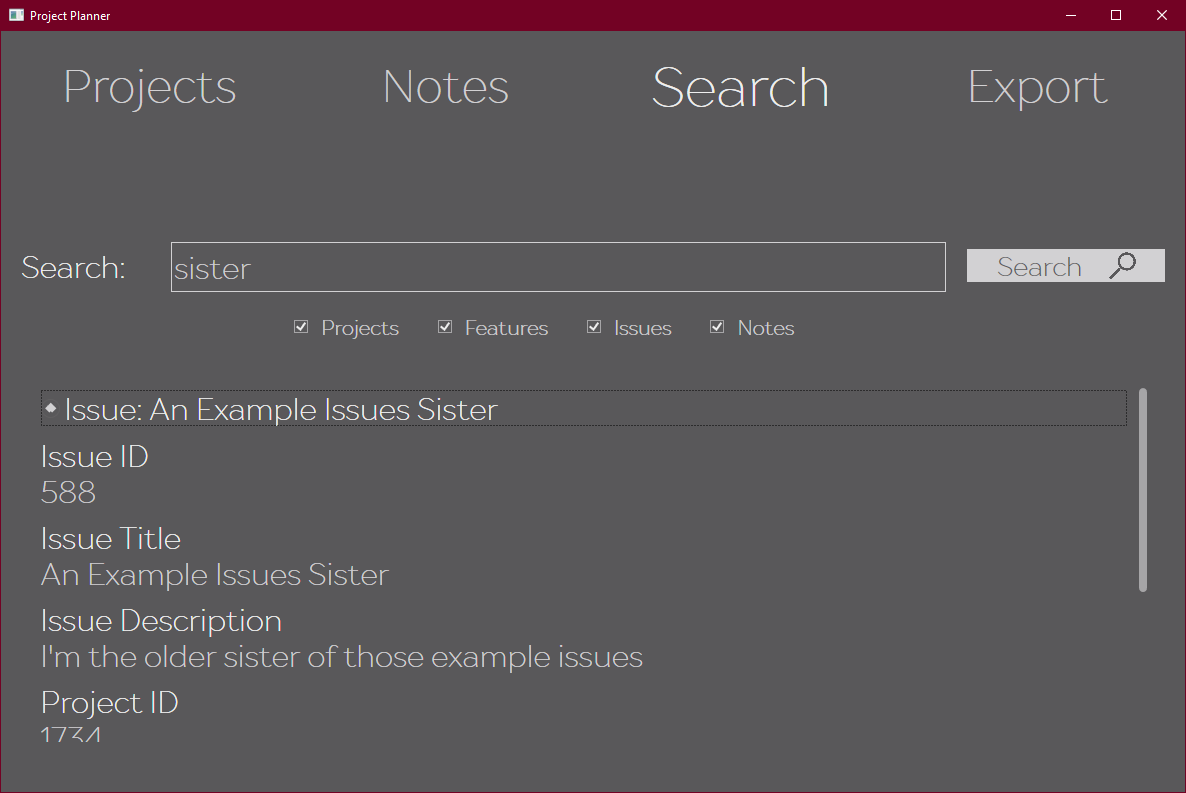 Project Planner
Projects Notes Search Export
Search: sister Search
Projects Features Issues Notes
Issue: An Example Issues Sister
Issue ID
588
Issue Title
An Example Issues Sister
Issue Description
I'm the older sister of those example issues
Project ID
1734